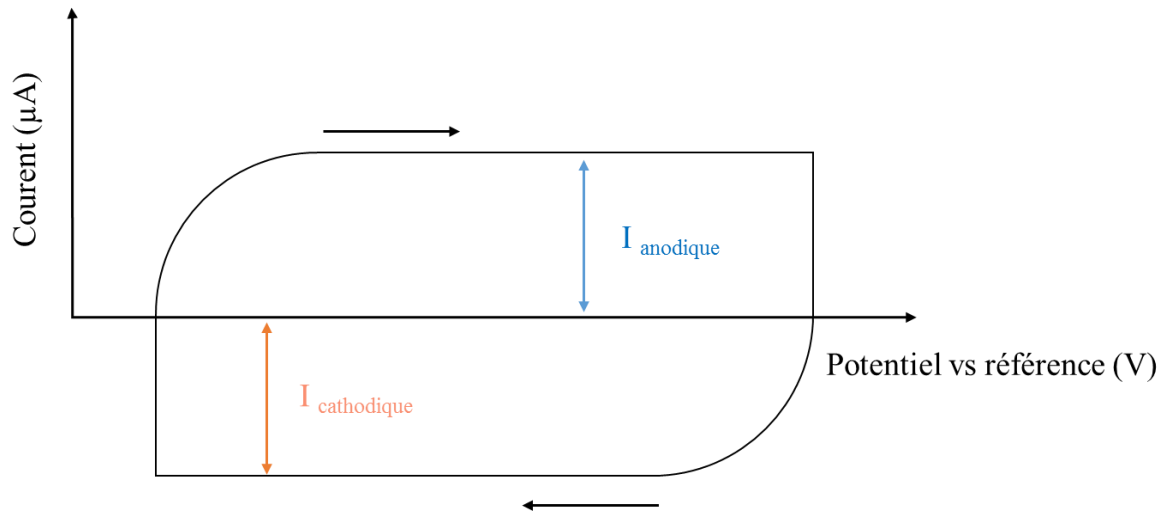 Courent (µA)
I anodique
Potentiel vs référence (V)
I cathodique